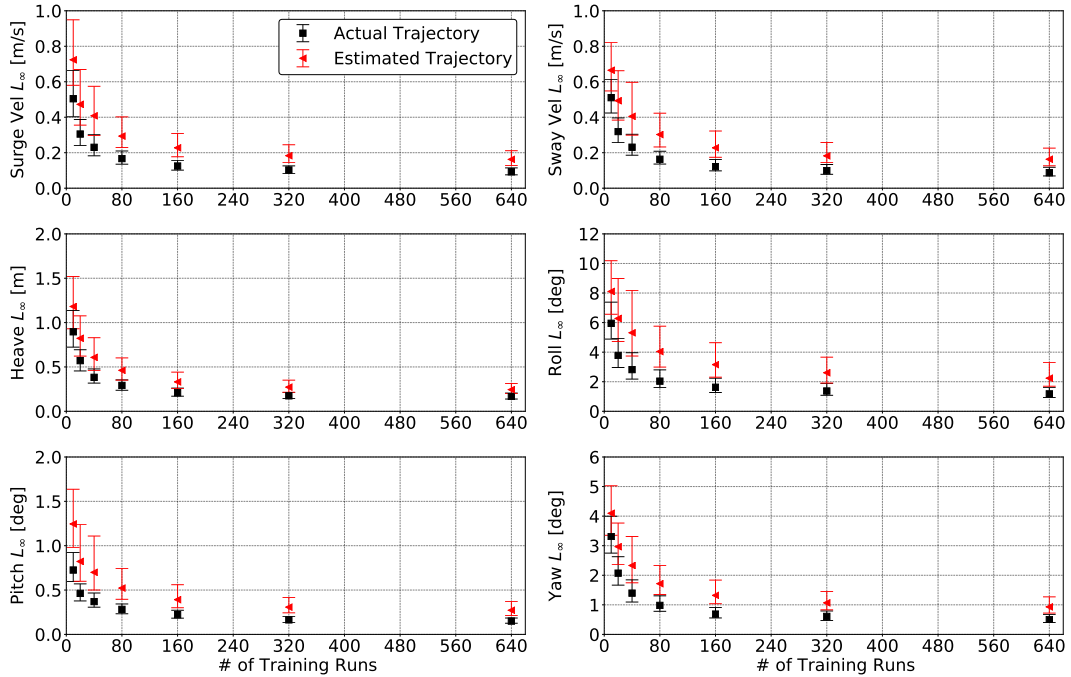 Surge Vel L∞ [m/s]
1.0
0.8
0.6
0.4
0.2
0.0
0 80 160 240 320 400 480 560 640
Actual Trajectory
Estimated Trajectory
Sway Vel L∞ [m/s]
1.0
0.8
0.6
0.4
0.2
0.0
0 80 160 240 320 400 480 560 640
Heave L∞ [m]
2.0
1.5
1.0
0.5
0.0
0 80 160 240 320 400 480 560 640
Roll L∞ [deg]
12
10
8
6
4
2
0
0 80 160 240 320 400 480 560 640
Pitch L∞ [deg]
2.0
1.5
1.0
0.5
0.0
0 80 160 240 320 400 480 560 640
# of Training Runs
Yaw L∞ [deg]
6
5
4
3
2
1
0
0 80 160 240 320 400 480 560 640
# of Training Runs